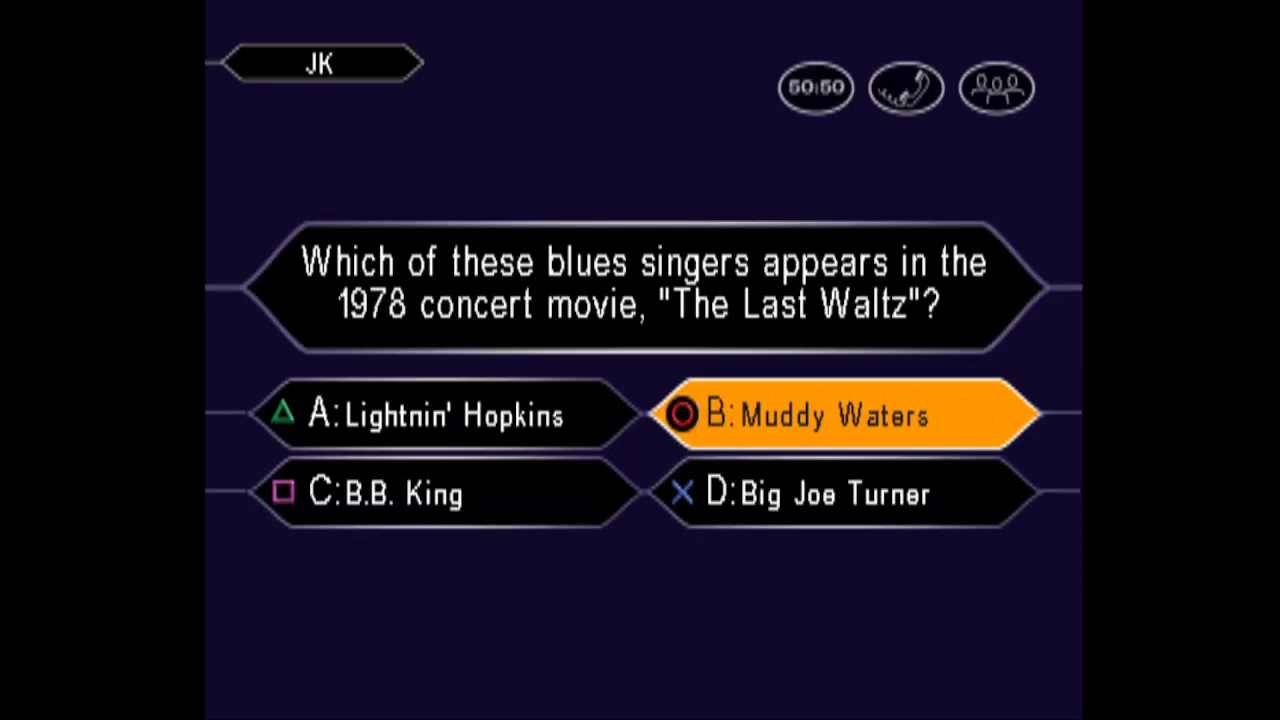 JK
50:50
Which of these blues singers appears in the
1978 concert movie, "The Last Waltz"?
A: Lightnin' Hopkins
B: Muddy Waters
C: B.B. King
D: Big Joe Turner